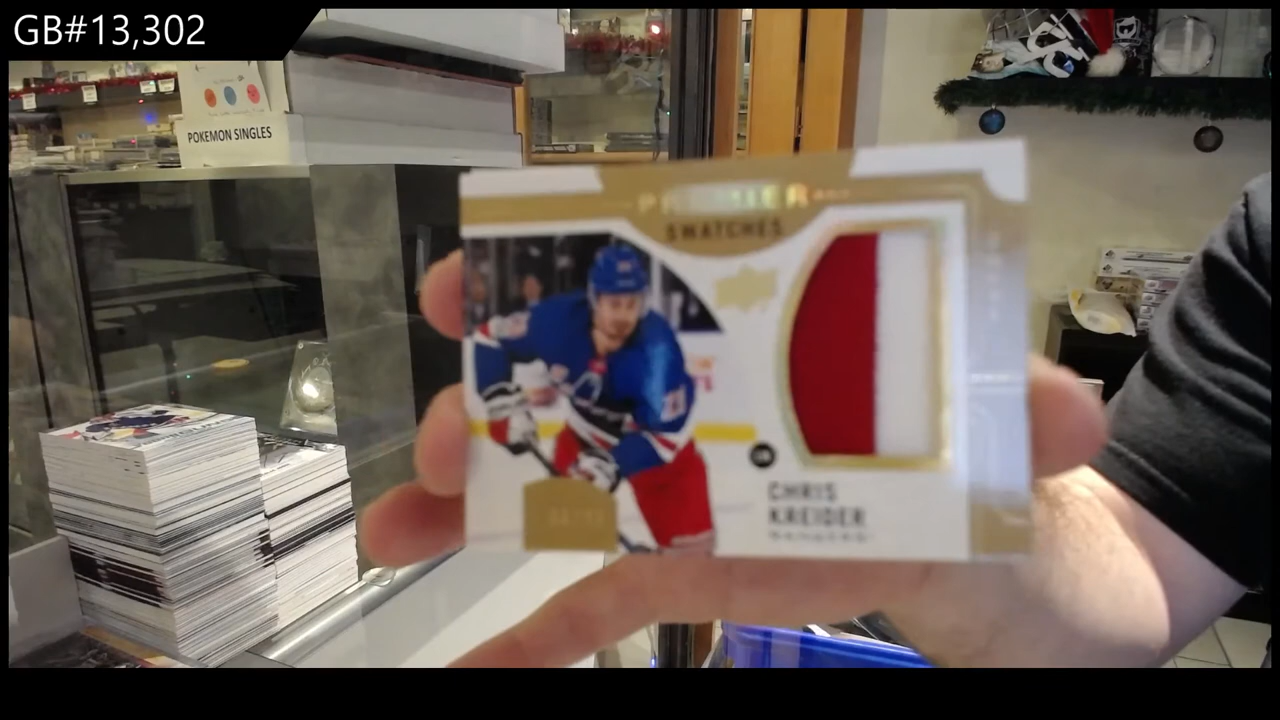 GB#13,302
POKEMON SINGLES
PREMIER
SWATCHES
CHRIS
KREIDER